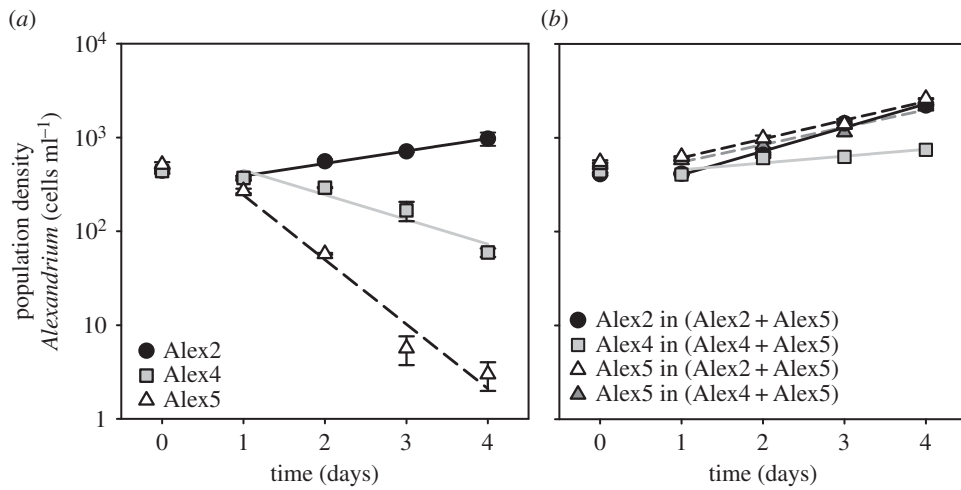 (a)
(b)
10⁴
10³
10²
10
1
population density
Alexandrium (cells ml⁻¹)
Alex2
Alex4
Alex5
0 1 2 3 4
time (days)
Alex2 in (Alex2 + Alex5)
Alex4 in (Alex4 + Alex5)
Alex5 in (Alex2 + Alex5)
Alex5 in (Alex4 + Alex5)
0 1 2 3 4
time (days)